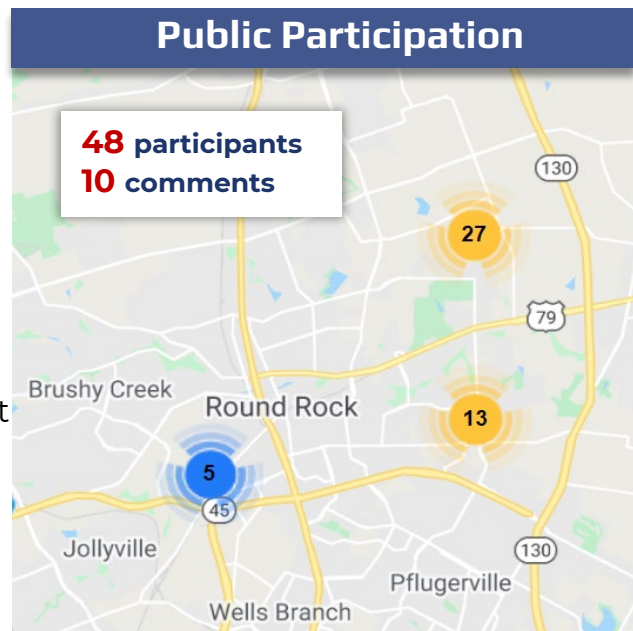 Public Participation
48 participants
10 comments
130
27
79
Brushy Creek
t
Round Rock
13
5
45
Jollyville
130
Pflugerville
Wells Branch